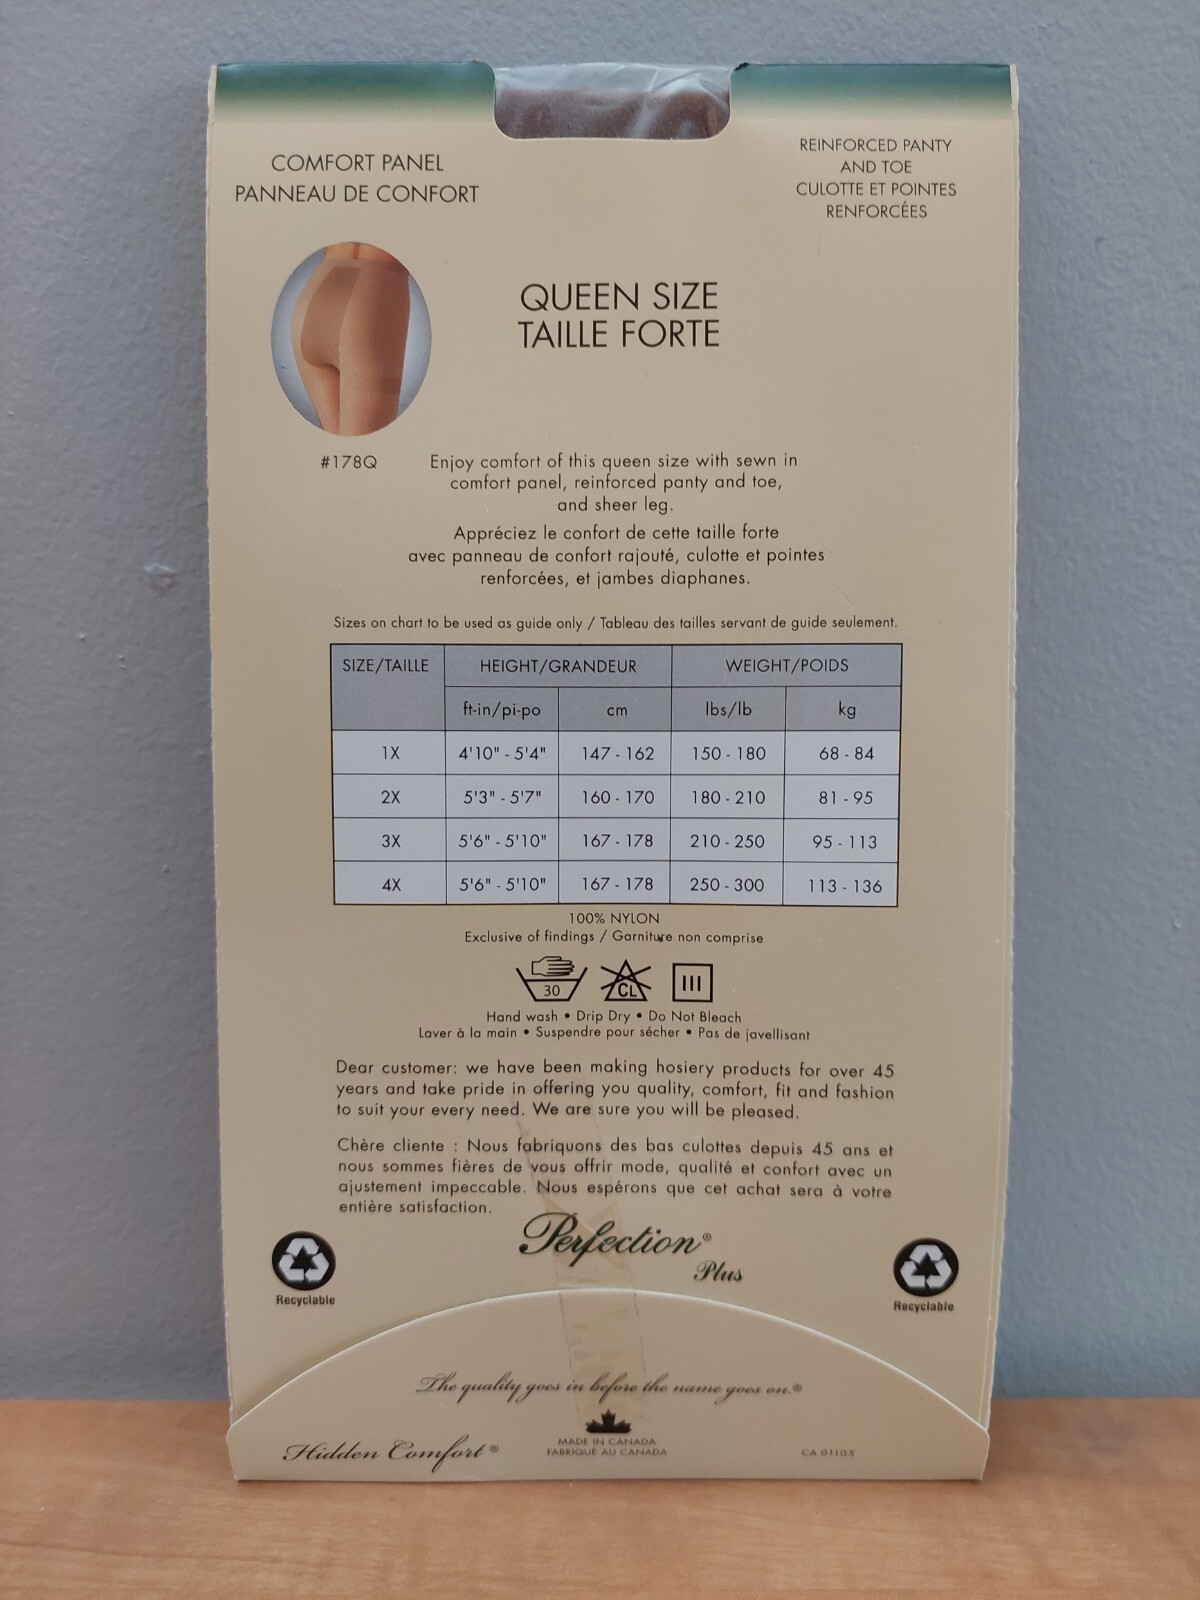 COMFORT PANEL
PANNEAU DE CONFORT
REINFORCED PANTY
AND TOE
CULOTTE ET POINTES
RENFORCÉES
QUEEN SIZE
TAILLE FORTE
#178Q
Enjoy comfort of this queen size with sewn in
comfort panel, reinforced panty and toe,
and sheer leg.
Appréciez le confort de cette taille forte
avec panneau de confort rajouté, culotte et pointes
renforcées, et jambes diaphanes.
Sizes on chart to be used as guide only / Tableau des tailles servant de guide seulement.
SIZE/TAILLE HEIGHT/GRANDEUR WEIGHT/POIDS
ft-in/pi-po cm lbs/lb kg
1X 4'10" - 5'4" 147 - 162 150 - 180 68 - 84
2X 5'3" - 5'7" 160 - 170 180 - 210 81 - 95
3X 5'6" - 5'10" 167 - 178 210 - 250 95 - 113
4X 5'6" - 5'10" 167 - 178 250 - 300 113 - 136
100% NYLON
Exclusive of findings / Garniture non comprise
30 CL
Hand wash • Drip Dry • Do Not Bleach
Laver à la main • Suspendre pour sécher • Pas de javellisant
Dear customer: we have been making hosiery products for over 45
years and take pride in offering you quality, comfort, fit and fashion
to suit your every need. We are sure you will be pleased.
Chère cliente : Nous fabriquons des bas culottes depuis 45 ans et
nous sommes fières de vous offrir mode, qualité et confort avec un
ajustement impeccable. Nous espérons que cet achat sera à votre
entière satisfaction.
Perfection®
Plus
Recyclable
Recyclable
The quality goes in before the name goes on.®
Hidden Comfort®
MADE IN CANADA
FABRIQUÉ AU CANADA
CA 01105